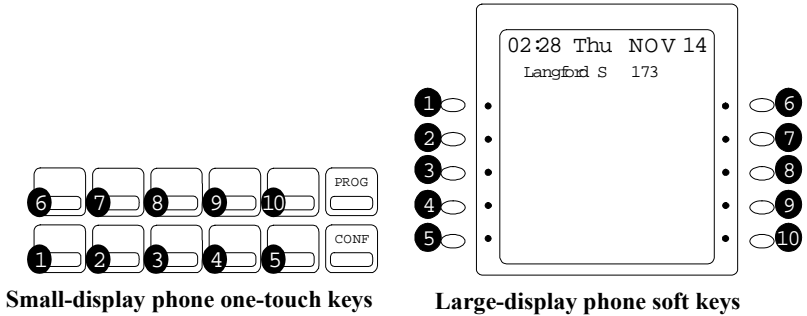 02:28 Thu NOV 14
Langford S 173
1 6
2 7
3 8
4 9
5 10
6 7 8 9 10 PROG
1 2 3 4 5 CONF
Small-display phone one-touch keys
Large-display phone soft keys